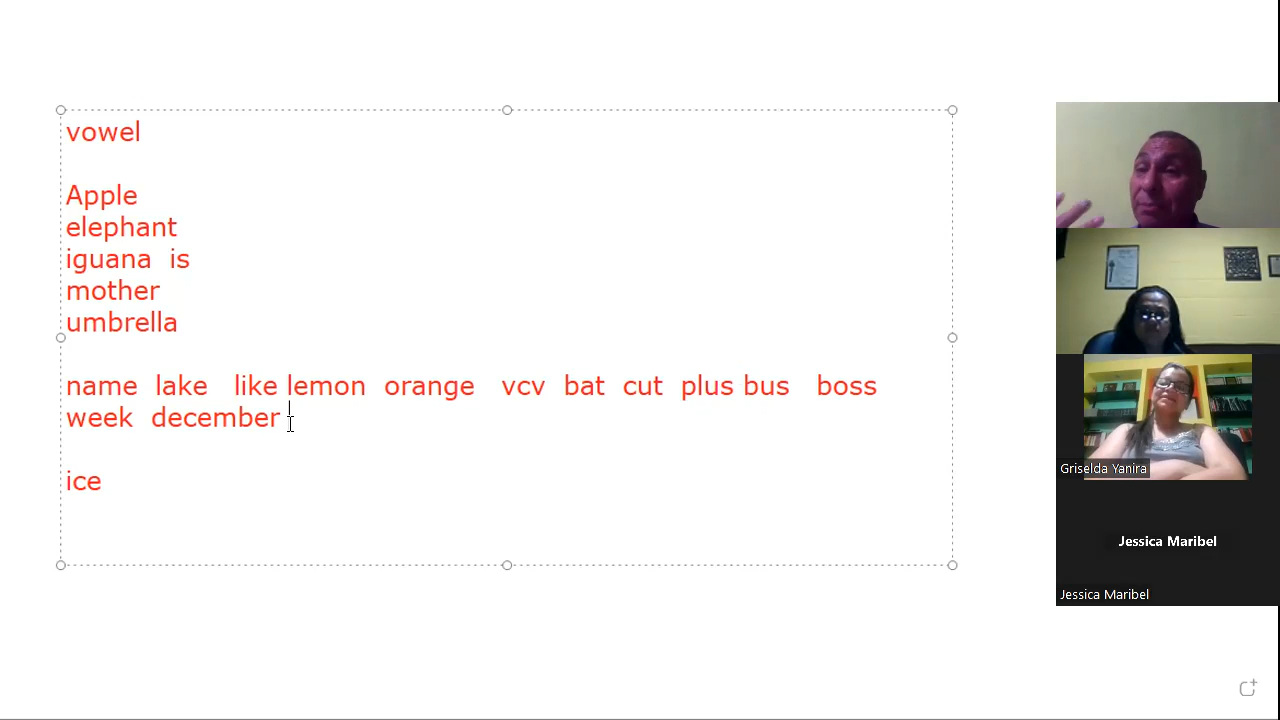 vowel
Apple
elephant
iguana is
mother
umbrella
name lake like lemon orange vcv bat cut plus bus boss
week december
ice
Griselda Yanira
Jessica Maribel
Jessica Maribel